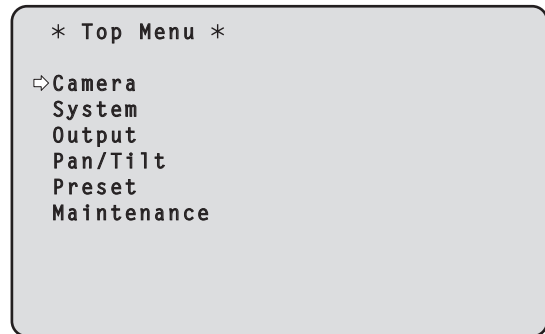 * Top Menu *
⇨Camera
System
Output
Pan/Tilt
Preset
Maintenance